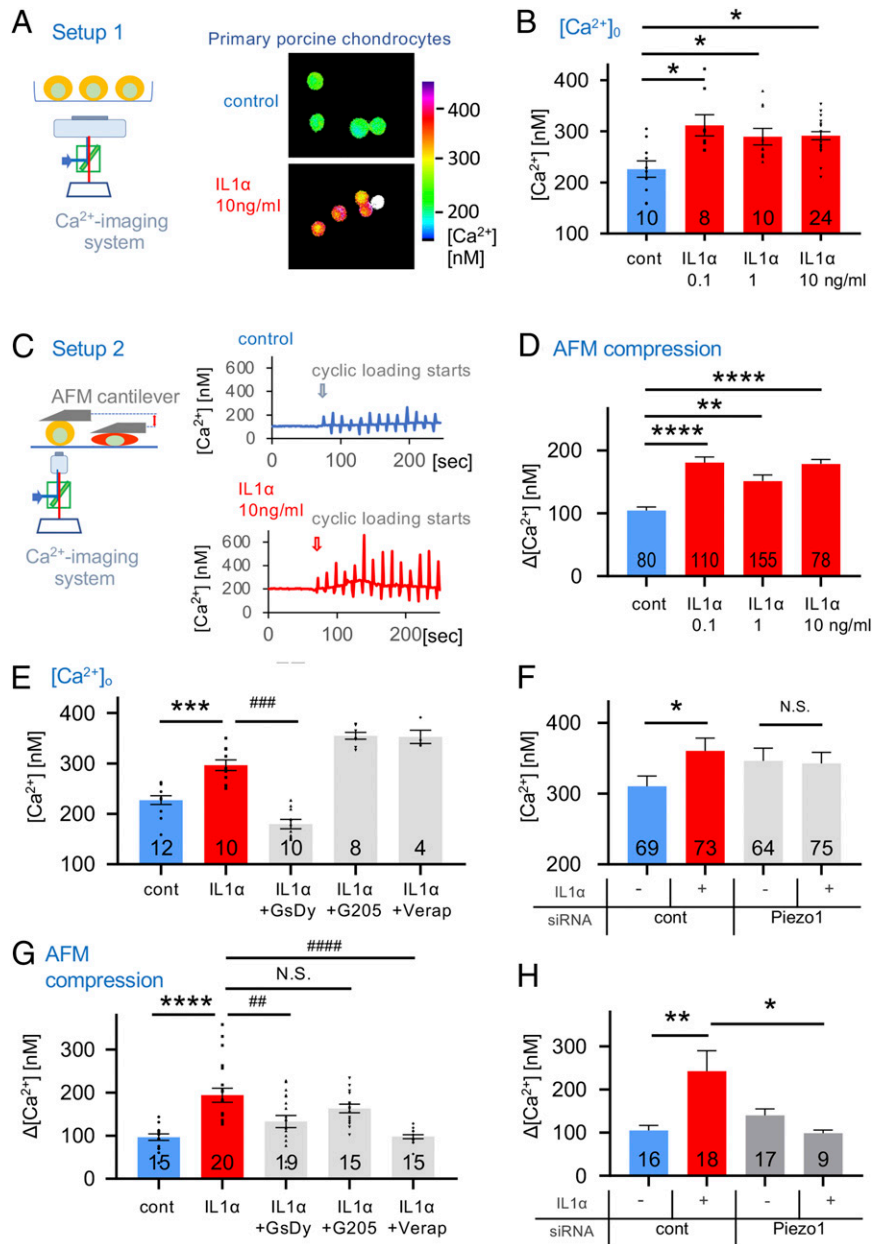 A Setup 1
Primary porcine chondrocytes
control
IL1α
10ng/ml
400
300
200
[Ca²⁺]
[nM]
Ca²⁺-imaging
system
B [Ca²⁺]₀
*
*
*
[Ca²⁺] [nM]
400
300
200
100
10 8 10 24
cont IL1α IL1α IL1α
0.1 1 10 ng/ml
C Setup 2
AFM cantilever
Ca²⁺-imaging
system
control
cyclic loading starts
[Ca²⁺] [nM]
600
400
200
0
0 100 200 [sec]
IL1α
10ng/ml
cyclic loading starts
[Ca²⁺] [nM]
600
400
200
0
0 100 200 [sec]
D AFM compression
****
**
****
Δ[Ca²⁺] [nM]
200
100
0
80 110 155 78
cont IL1α IL1α IL1α
0.1 1 10 ng/ml
E [Ca²⁺]ₒ
*** ###
[Ca²⁺] [nM]
400
300
200
100
12 10 10 8 4
cont IL1α IL1α IL1α IL1α
+GsDy +G205 +Verap
F
* N.S.
[Ca²⁺] [nM]
400
300
200
69 73 64 75
IL1α - + - +
siRNA cont Piezo1
G AFM
compression
####
N.S.
**** ##
Δ[Ca²⁺] [nM]
300
200
100
0
15 20 19 15 15
cont IL1α IL1α IL1α IL1α
+GsDy +G205 +Verap
H
** *
Δ[Ca²⁺] [nM]
300
200
100
0
16 18 17 9
IL1α - + - +
siRNA cont Piezo1